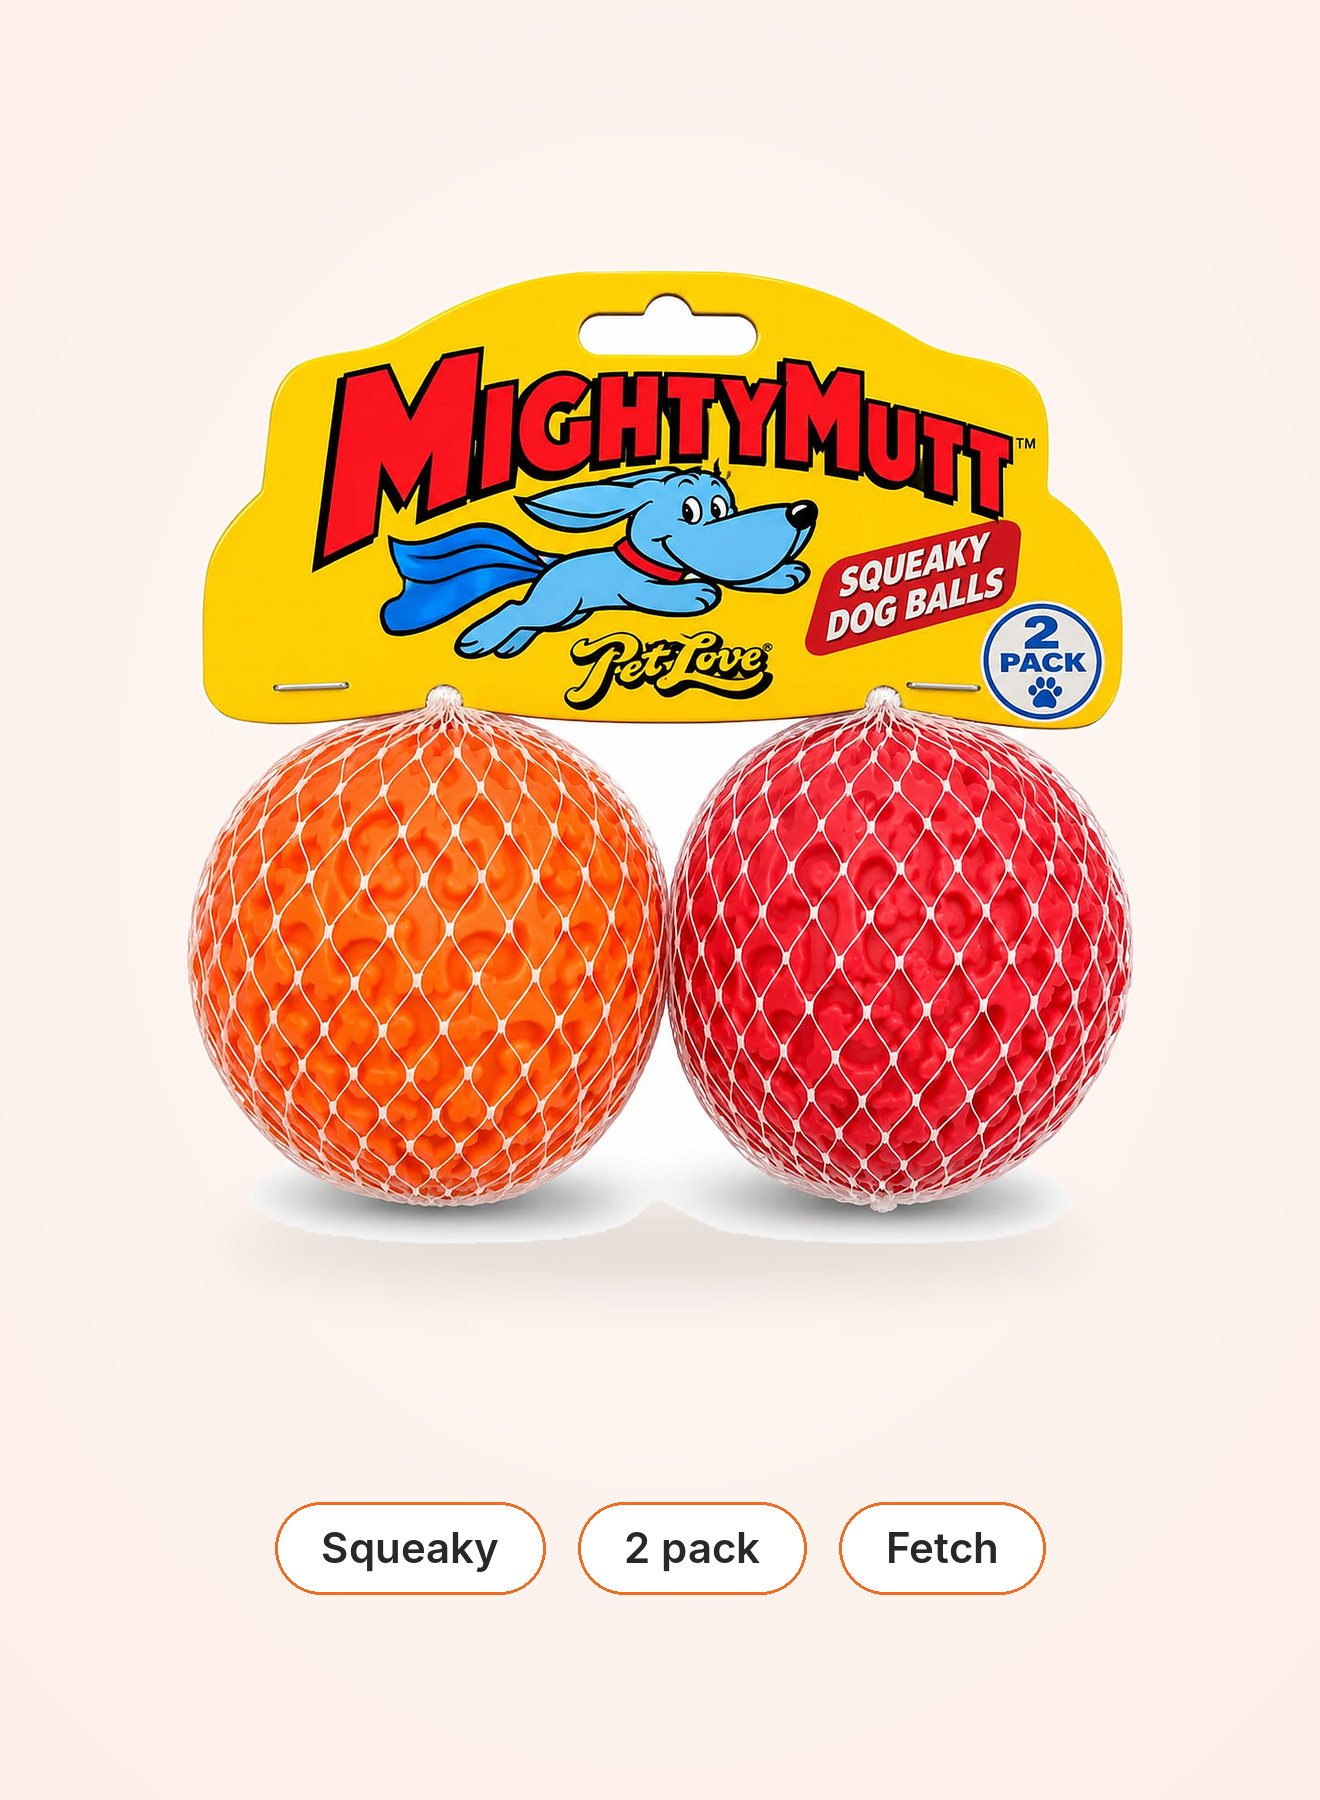 MIGHTYMUTT™
SQUEAKY
DOG BALLS
Pet Love®
2
PACK
Squeaky
2 pack
Fetch